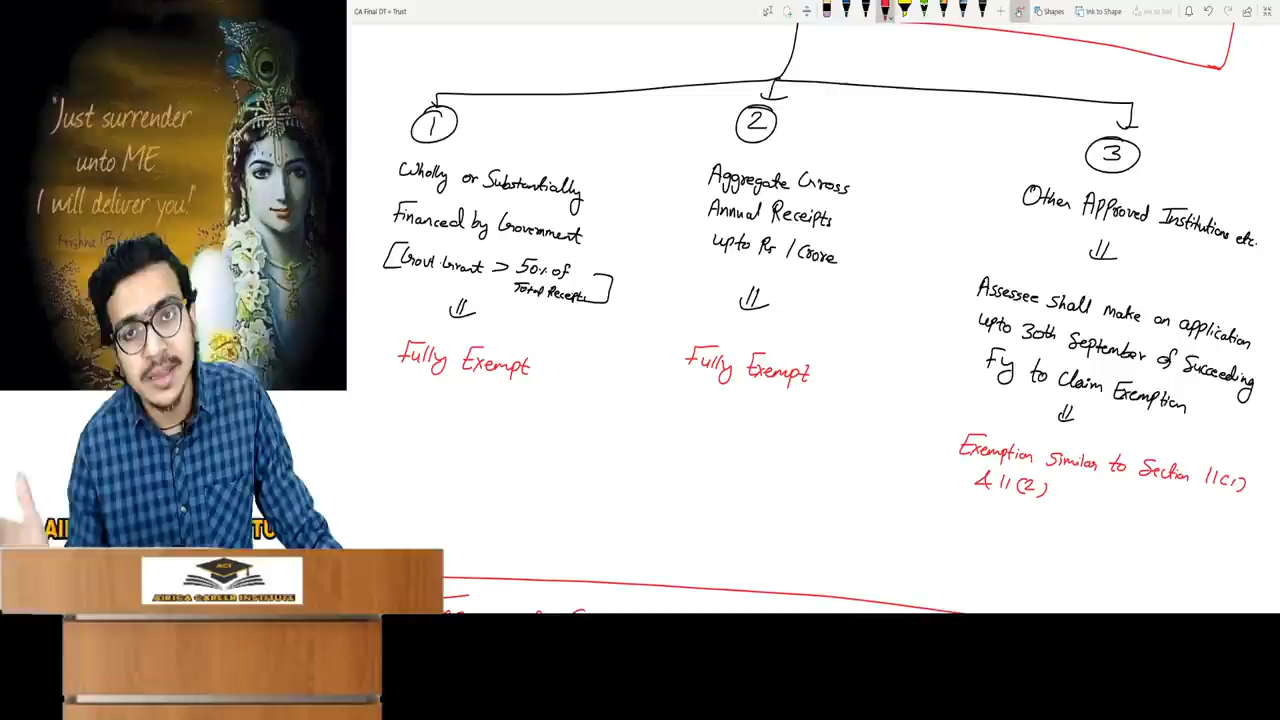 CA Final DT = Trust
Shapes
Ink to Shape
"Just surrender
unto ME
I will deliver you!"
1
Wholly or Substantially
Financed by Government
[Govt. Grant > 50% of
Total Receipts]
⇓
Fully Exempt
2
Aggregate Gross
Annual Receipts
upto Rs 1 Crore
⇓
Fully Exempt
3
Other Approved Institutions etc.
⇓
Assessee shall make an application
upto 30th September of Succeeding
Fy to Claim Exemption
⇓
Exemption similar to Section 11(1)
& 11(2)
ACI